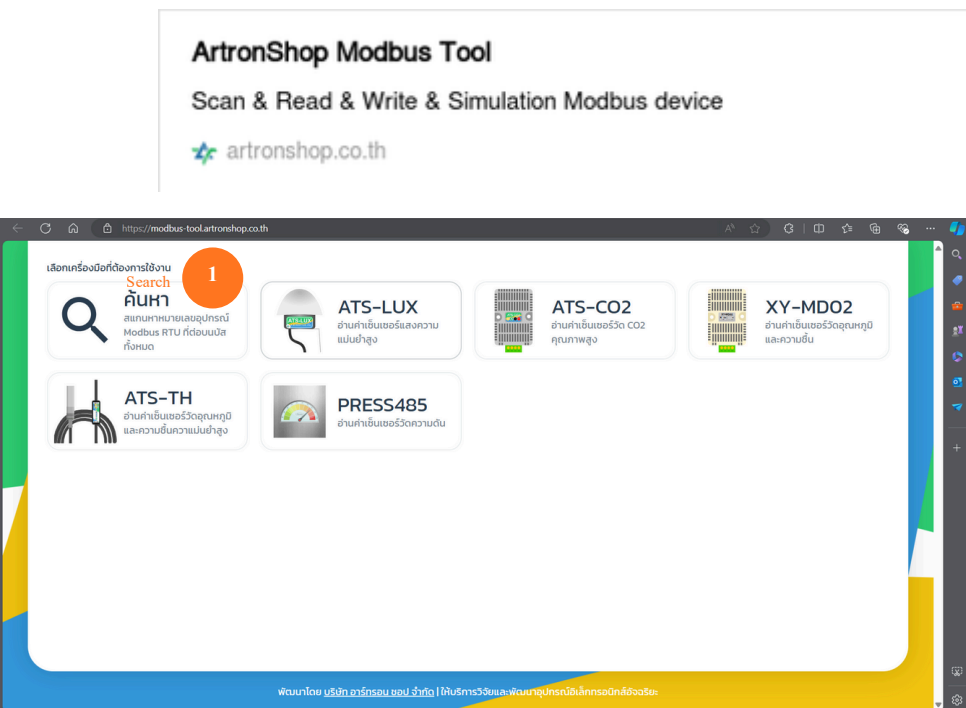 ArtronShop Modbus Tool
Scan & Read & Write & Simulation Modbus device
artronshop.co.th
https://modbus-tool.artronshop.co.th
เลือกเครื่องมือที่ต้องการใช้งาน
Search
1
ค้นหา
สแกนหาหมายเลขอุปกรณ์
Modbus RTU ที่ต่อบนบัส
ทั้งหมด
ATS-LUX
อ่านค่าเซ็นเซอร์แสงความ
แม่นยำสูง
ATS-CO2
อ่านค่าเซ็นเซอร์วัด CO2
คุณภาพสูง
XY-MD02
อ่านค่าเซ็นเซอร์วัดอุณหภูมิ
และความชื้น
ATS-TH
อ่านค่าเซ็นเซอร์วัดอุณหภูมิ
และความชื้นความแม่นยำสูง
PRESS485
อ่านค่าเซ็นเซอร์วัดความดัน
พัฒนาโดย บริษัท อาร์ทรอน ชอป จำกัด | ให้บริการวิจัยและพัฒนาอุปกรณ์อิเล็กทรอนิกส์อัจฉริยะ